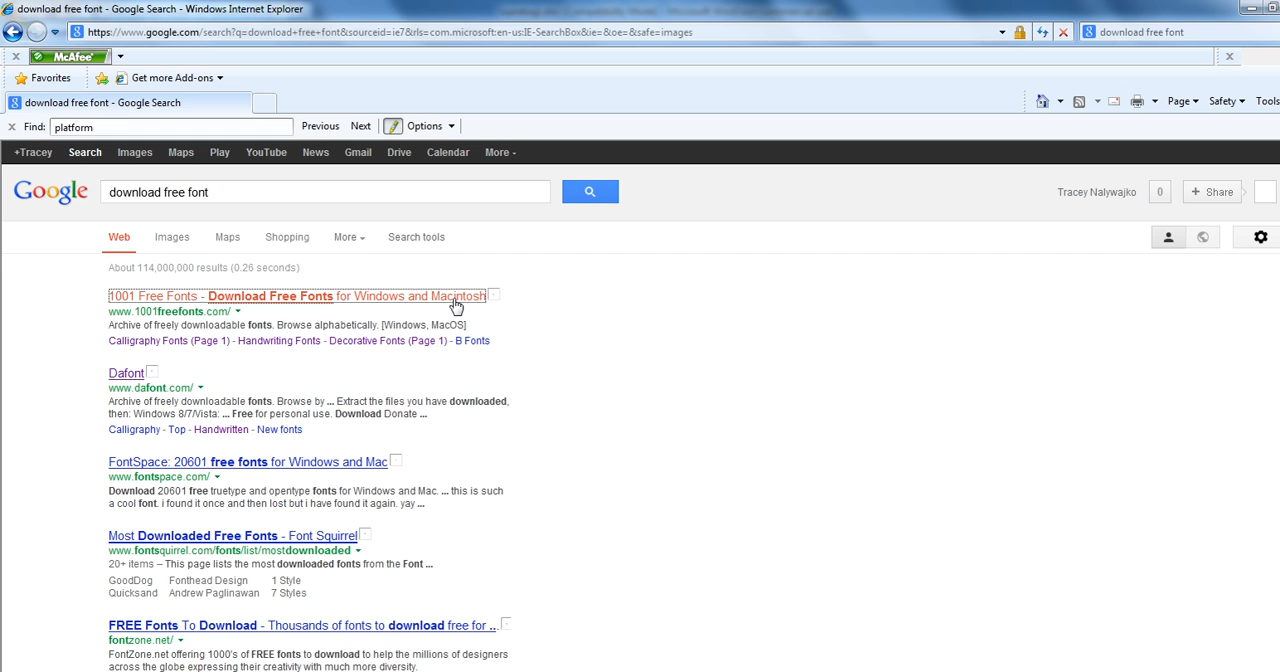 download free font - Google Search - Windows Internet Explorer
https://www.google.com/search?q=download+free+font&sourceid=ie7&rls=com.microsoft:en-us:IE-SearchBox&ie=&oe=&safe=images
download free font
McAfee
Favorites Get more Add-ons
download free font - Google Search
Page Safety Tools
Find: platform Previous Next Options
+Tracey Search Images Maps Play YouTube News Gmail Drive Calendar More
Google download free font Tracey Nalywajko 0 + Share
Web Images Maps Shopping More Search tools
About 114,000,000 results (0.26 seconds)
1001 Free Fonts - Download Free Fonts for Windows and Macintosh
www.1001freefonts.com/
Archive of freely downloadable fonts. Browse alphabetically. [Windows, MacOS]
Calligraphy Fonts (Page 1) - Handwriting Fonts - Decorative Fonts (Page 1) - B Fonts
Dafont
www.dafont.com/
Archive of freely downloadable fonts. Browse by ... Extract the files you have downloaded,
then: Windows 8/7/Vista: ... Free for personal use. Download Donate ...
Calligraphy - Top - Handwritten - New fonts
FontSpace: 20601 free fonts for Windows and Mac
www.fontspace.com/
Download 20601 free truetype and opentype fonts for Windows and Mac. ... this is such
a cool font. i found it once and then lost but i have found it again. yay ...
Most Downloaded Free Fonts - Font Squirrel
www.fontsquirrel.com/fonts/list/mostdownloaded
20+ items – This page lists the most downloaded fonts from the Font ...
GoodDog Fonthead Design 1 Style
Quicksand Andrew Paglinawan 7 Styles
FREE Fonts To Download - Thousands of fonts to download free for ...
fontzone.net/
FontZone.net offering 1000's of FREE fonts to download to help the millions of designers
across the globe expressing their creativity with much more diversity.